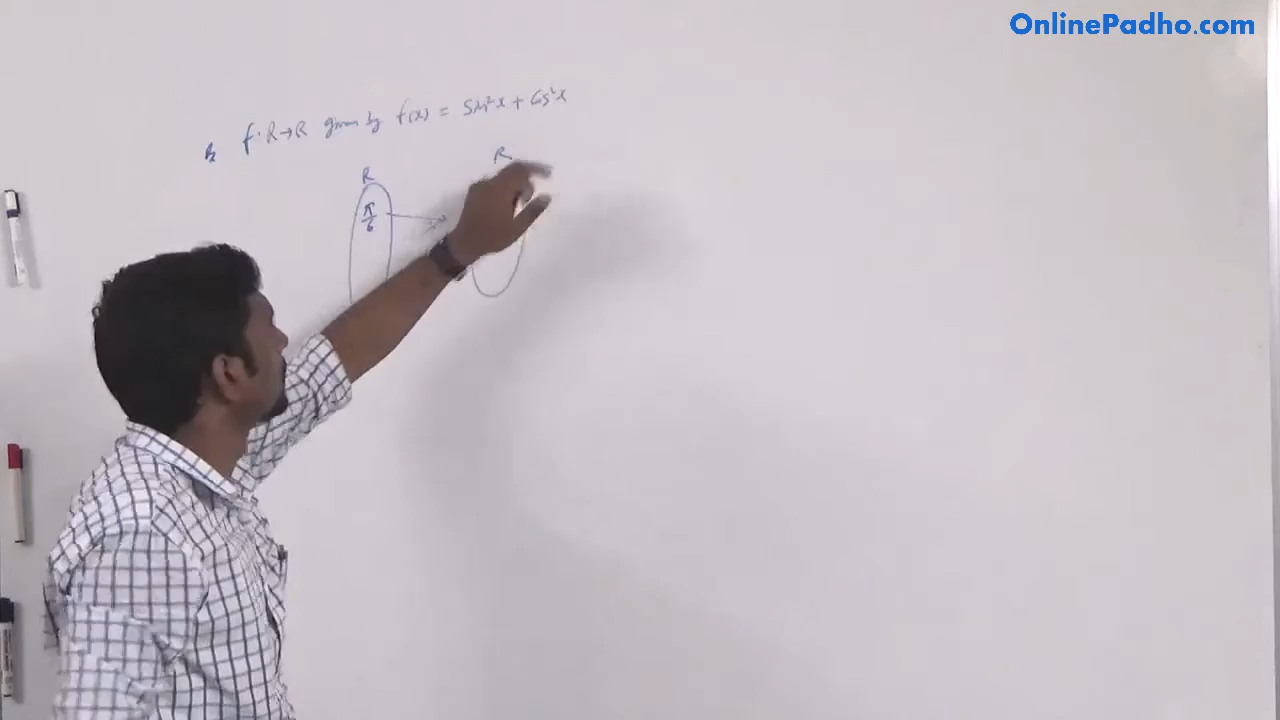 OnlinePadho.com
f: R→R given by f(x) = Sin²x + Cos²x
R R
π/6